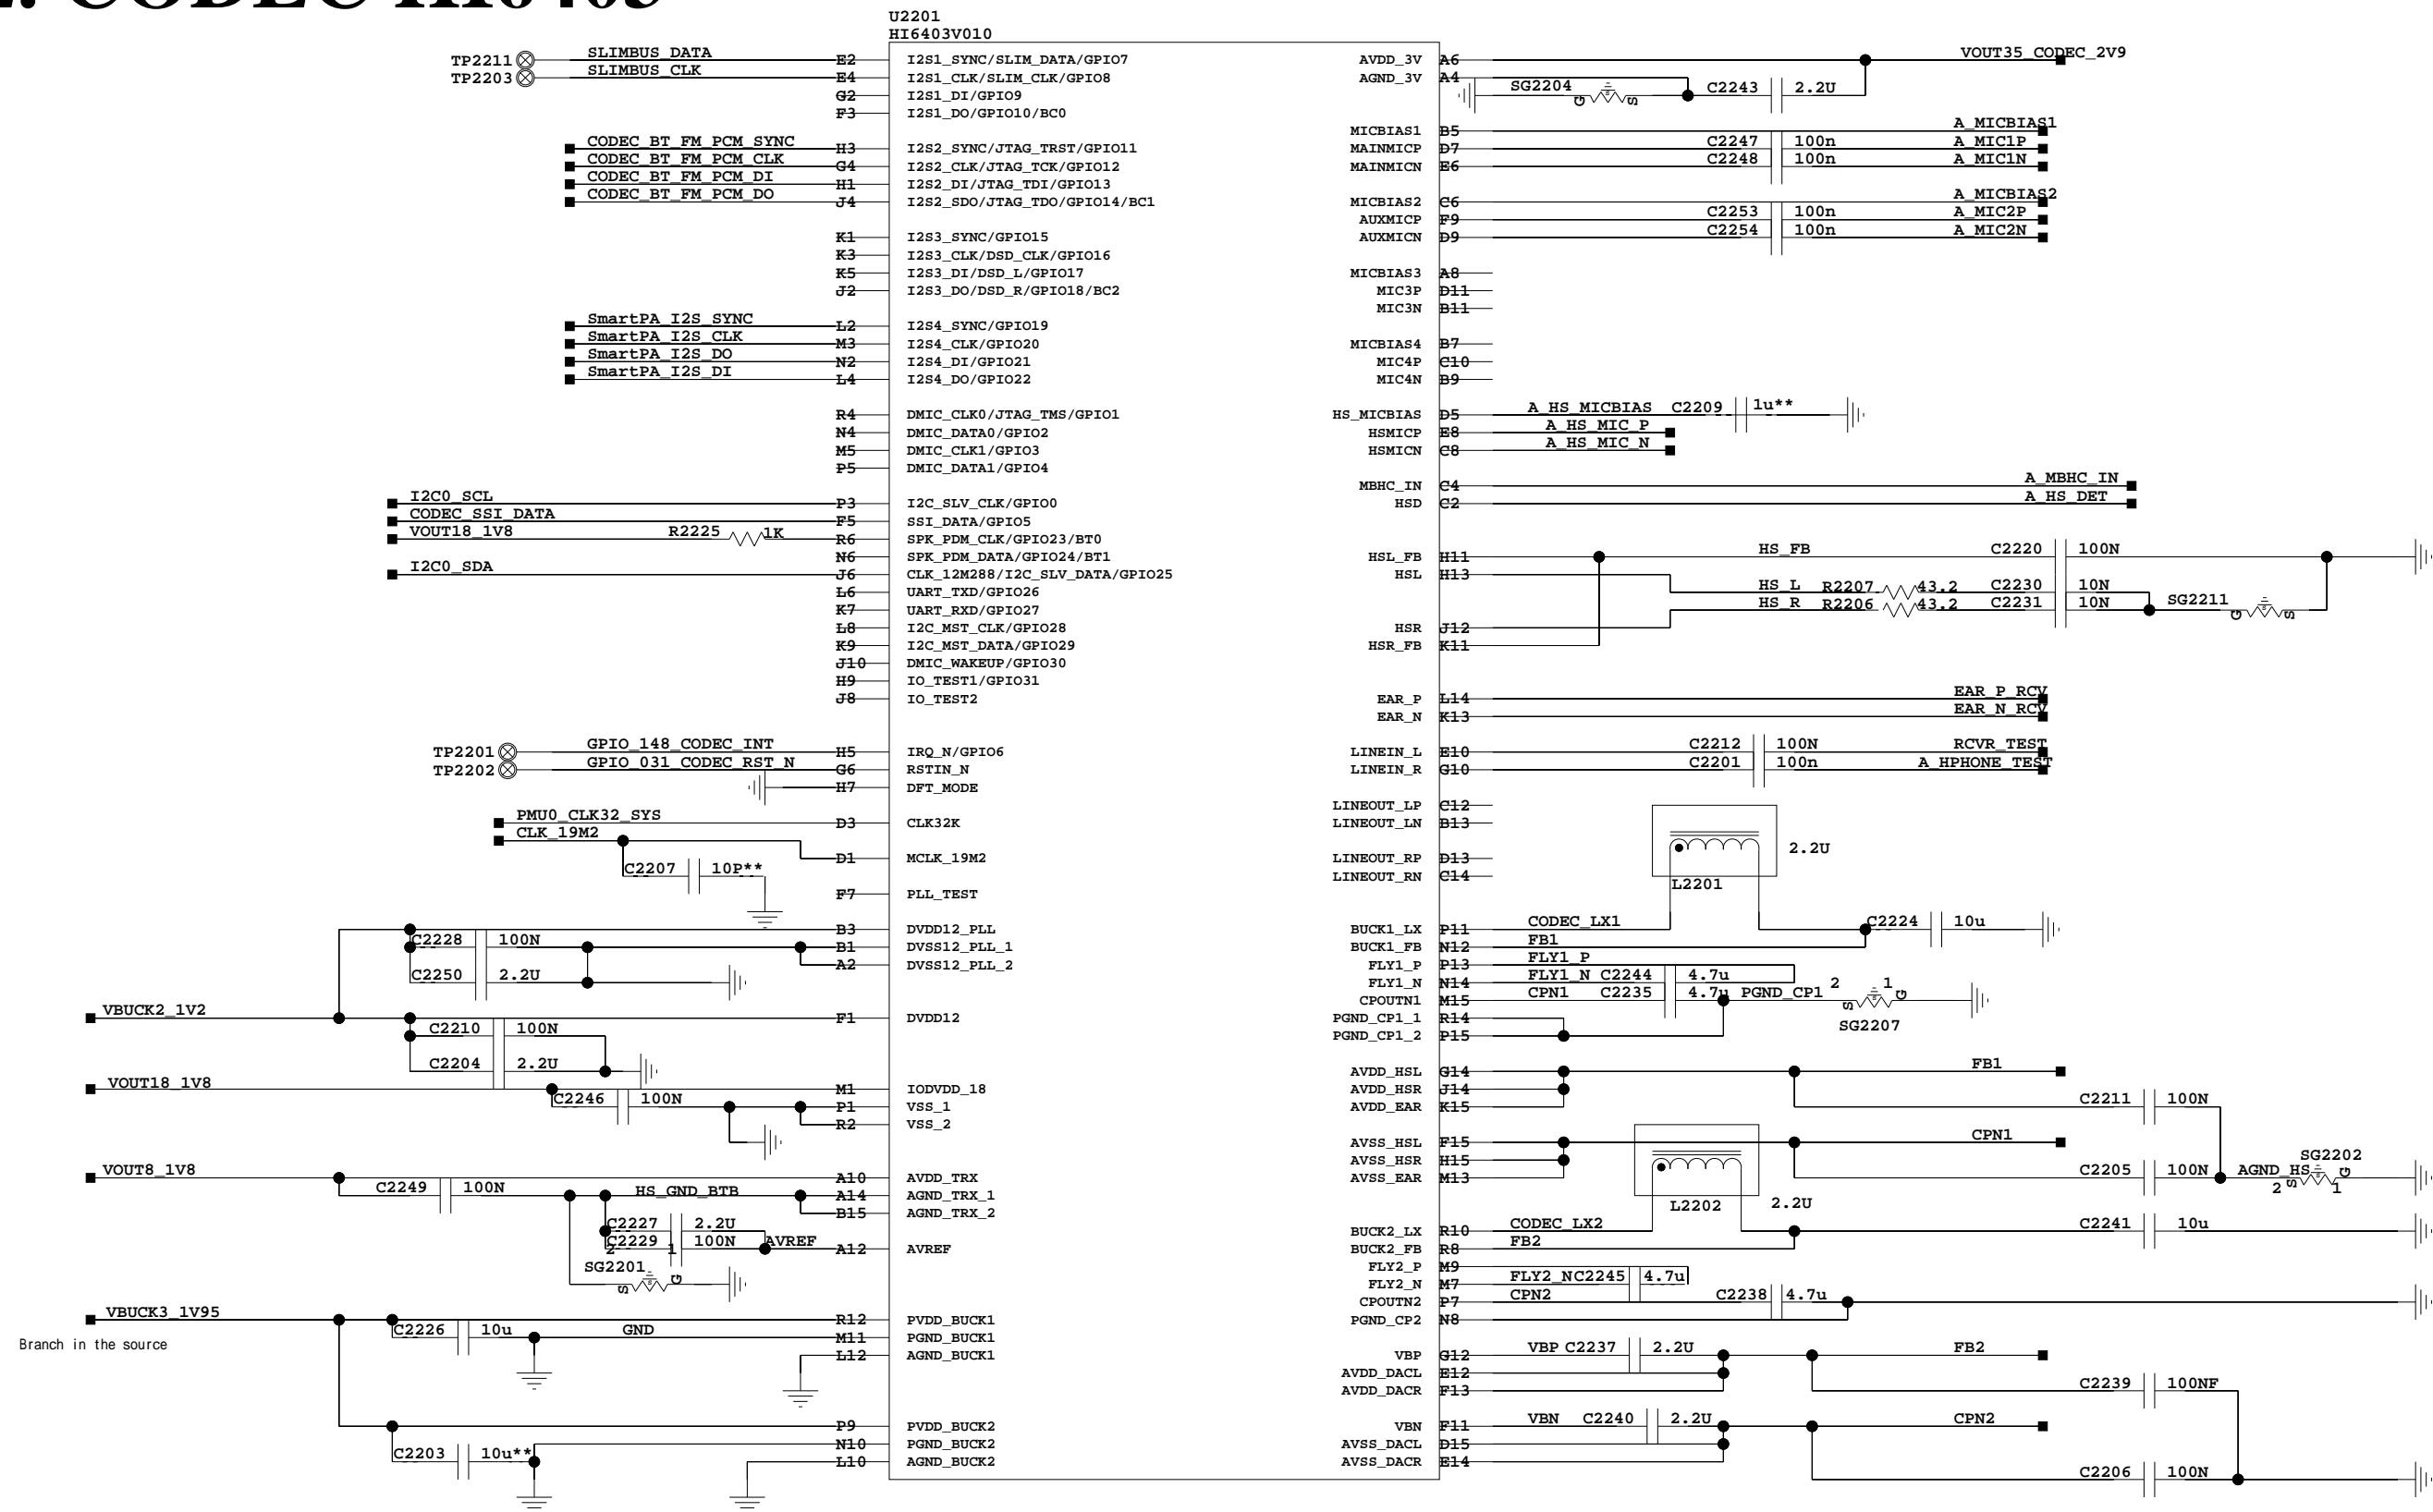 CODEC HI6403
U2201
HI6403V010
TP2211 SLIMBUS_DATA E2 I2S1_SYNC/SLIM_DATA/GPIO7
TP2203 SLIMBUS_CLK E4 I2S1_CLK/SLIM_CLK/GPIO8
G2 I2S1_DI/GPIO9
F3 I2S1_DO/GPIO10/BC0
CODEC_BT_FM_PCM_SYNC H3 I2S2_SYNC/JTAG_TRST/GPIO11
CODEC_BT_FM_PCM_CLK G4 I2S2_CLK/JTAG_TCK/GPIO12
CODEC_BT_FM_PCM_DI H1 I2S2_DI/JTAG_TDI/GPIO13
CODEC_BT_FM_PCM_DO J4 I2S2_SDO/JTAG_TDO/GPIO14/BC1
K1 I2S3_SYNC/GPIO15
K3 I2S3_CLK/DSD_CLK/GPIO16
K5 I2S3_DI/DSD_L/GPIO17
J2 I2S3_DO/DSD_R/GPIO18/BC2
SmartPA_I2S_SYNC L2 I2S4_SYNC/GPIO19
SmartPA_I2S_CLK M3 I2S4_CLK/GPIO20
SmartPA_I2S_DO N2 I2S4_DI/GPIO21
SmartPA_I2S_DI L4 I2S4_DO/GPIO22
R4 DMIC_CLK0/JTAG_TMS/GPIO1
N4 DMIC_DATA0/GPIO2
M5 DMIC_CLK1/GPIO3
P5 DMIC_DATA1/GPIO4
I2C0_SCL P3 I2C_SLV_CLK/GPIO0
CODEC_SSI_DATA F5 SSI_DATA/GPIO5
VOUT18_1V8 R2225 1K R6 SPK_PDM_CLK/GPIO23/BT0
N6 SPK_PDM_DATA/GPIO24/BT1
I2C0_SDA J6 CLK_12M288/I2C_SLV_DATA/GPIO25
L6 UART_TXD/GPIO26
K7 UART_RXD/GPIO27
L8 I2C_MST_CLK/GPIO28
K9 I2C_MST_DATA/GPIO29
J10 DMIC_WAKEUP/GPIO30
H9 IO_TEST1/GPIO31
J8 IO_TEST2
TP2201 GPIO_148_CODEC_INT H5 IRQ_N/GPIO6
TP2202 GPIO_031_CODEC_RST_N G6 RSTIN_N
H7 DFT_MODE
PMU0_CLK32_SYS D3 CLK32K
CLK_19M2
D1 MCLK_19M2
C2207 10P**
F7 PLL_TEST
B3 DVDD12_PLL
C2228 100N B1 DVSS12_PLL_1
A2 DVSS12_PLL_2
C2250 2.2U
VBUCK2_1V2 F1 DVDD12
C2210 100N
C2204 2.2U
VOUT18_1V8 M1 IODVDD_18
C2246 100N P1 VSS_1
R2 VSS_2
VOUT8_1V8 A10 AVDD_TRX
C2249 100N HS_GND_BTB A14 AGND_TRX_1
B15 AGND_TRX_2
C2227 2.2U
C2229 2 1 100N AVREF A12 AVREF
SG2201 S G
VBUCK3_1V95 R12 PVDD_BUCK1
C2226 10u GND M11 PGND_BUCK1
Branch in the source
L12 AGND_BUCK1
P9 PVDD_BUCK2
N10 PGND_BUCK2
C2203 10u** L10 AGND_BUCK2
AVDD_3V A6 VOUT35_CODEC_2V9
AGND_3V A4
SG2204 G S C2243 2.2U
MICBIAS1 B5 A_MICBIAS1
MAINMICP D7 C2247 100n A_MIC1P
MAINMICN E6 C2248 100n A_MIC1N
MICBIAS2 C6 A_MICBIAS2
AUXMICP F9 C2253 100n A_MIC2P
AUXMICN D9 C2254 100n A_MIC2N
MICBIAS3 A8
MIC3P D11
MIC3N B11
MICBIAS4 B7
MIC4P C10
MIC4N B9
HS_MICBIAS D5 A_HS_MICBIAS C2209 1u**
HSMICP E8 A_HS_MIC_P
HSMICN C8 A_HS_MIC_N
MBHC_IN C4 A_MBHC_IN
HSD C2 A_HS_DET
HSL_FB H11 HS_FB C2220 100N
HSL H13
HS_L R2207 43.2 C2230 10N
HS_R R2206 43.2 C2231 10N SG2211 G S
HSR J12
HSR_FB K11
EAR_P L14 EAR_P_RCV
EAR_N K13 EAR_N_RCV
LINEIN_L E10 C2212 100N RCVR_TEST
LINEIN_R G10 C2201 100n A_HPHONE_TEST
LINEOUT_LP C12
LINEOUT_LN B13
2.2U
LINEOUT_RP D13
LINEOUT_RN C14
L2201
BUCK1_LX P11 CODEC_LX1 C2224 10u
BUCK1_FB N12 FB1
FLY1_P P13 FLY1_P
FLY1_N N14 FLY1_N C2244 4.7u
CPOUTN1 M15 CPN1 C2235 4.7u PGND_CP1 2 S 1 G
SG2207
PGND_CP1_1 R14
PGND_CP1_2 P15
AVDD_HSL G14 FB1
AVDD_HSR J14
AVDD_EAR K15 C2211 100N
AVSS_HSL F15 CPN1
AVSS_HSR H15 SG2202
AVSS_EAR M13 C2205 100N AGND_HS 2 S 1 G
L2202 2.2U
BUCK2_LX R10 CODEC_LX2 C2241 10u
BUCK2_FB R8 FB2
FLY2_P M9
FLY2_N M7 FLY2_N C2245 4.7u
CPOUTN2 P7 CPN2 C2238 4.7u
PGND_CP2 N8
VBP G12 VBP C2237 2.2U FB2
AVDD_DACL E12
AVDD_DACR F13 C2239 100NF
VBN F11 VBN C2240 2.2U CPN2
AVSS_DACL D15
AVSS_DACR E14
C2206 100N